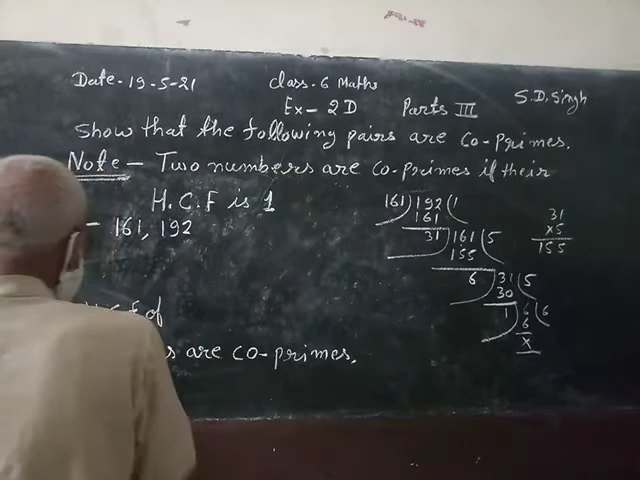 Date-19-5-21 class-6 Maths S.D.Singh
Ex-2D Parts III
Show that the following pairs are co-primes.
Note - Two numbers are co-primes if their
H.C.F is 1
- 161, 192
of
are co-primes.
161)192(1
161
31)161(5
155
6)31(5
30
1)6(6
6
x
31
x5
155